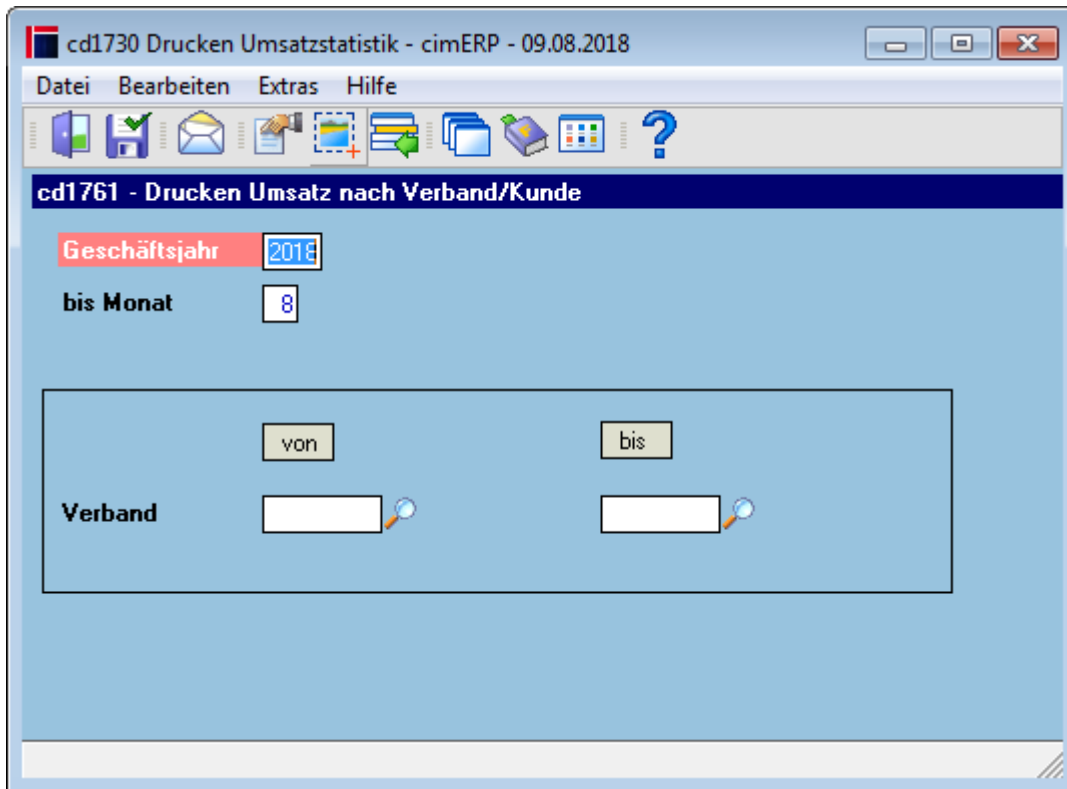 cd1730 Drucken Umsatzstatistik - cimERP - 09.08.2018
Datei Bearbeiten Extras Hilfe
cd1761 - Drucken Umsatz nach Verband/Kunde
Geschäftsjahr 2018
bis Monat 8
von bis
Verband